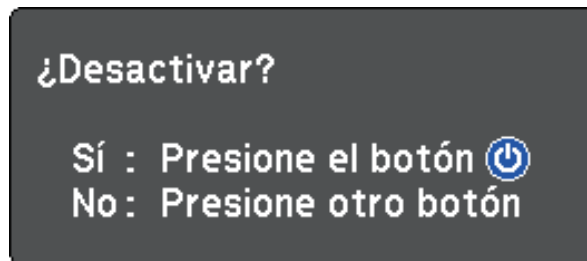 ¿Desactivar?
Sí : Presione el botón
No : Presione otro botón